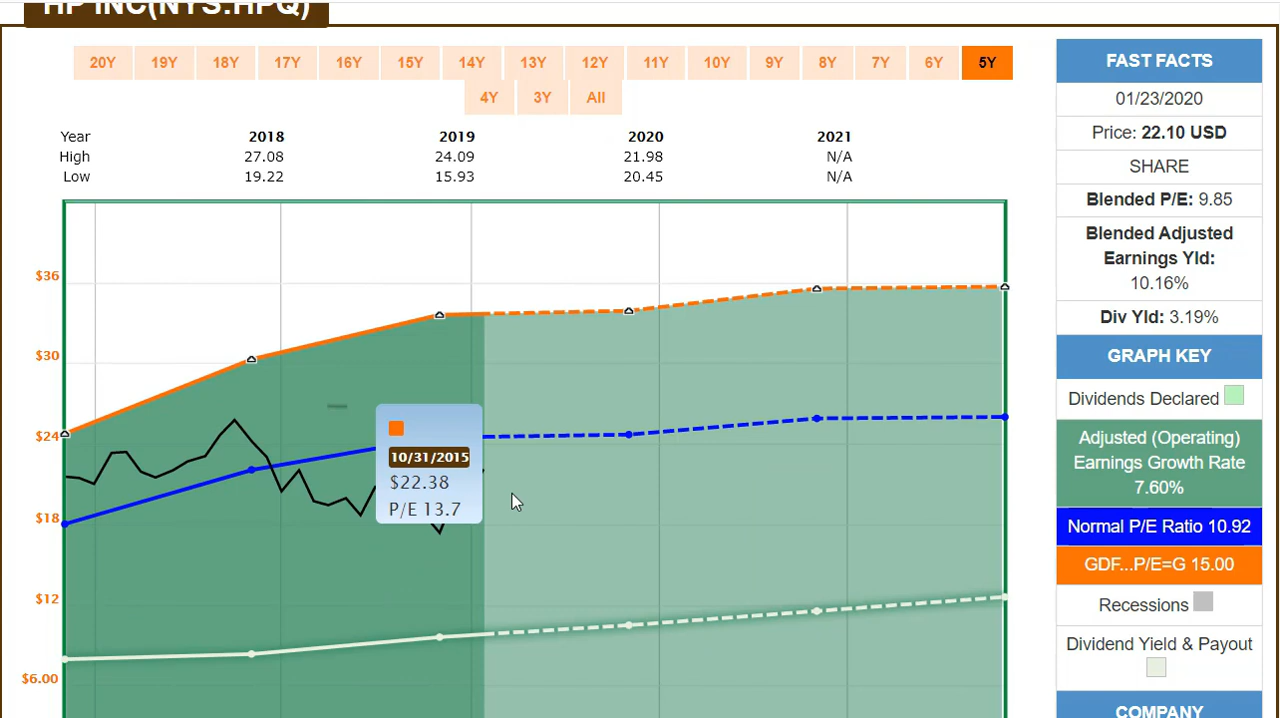 HP INC(NYS:HPQ)
20Y 19Y 18Y 17Y 16Y 15Y 14Y 13Y 12Y 11Y 10Y 9Y 8Y 7Y 6Y 5Y
4Y 3Y All
Year 2018 2019 2020 2021
High 27.08 24.09 21.98 N/A
Low 19.22 15.93 20.45 N/A
$36
$30
$24
$18
$12
$6.00
10/31/2015
$22.38
P/E 13.7
FAST FACTS
01/23/2020
Price: 22.10 USD
SHARE
Blended P/E: 9.85
Blended Adjusted
Earnings Yld:
10.16%
Div Yld: 3.19%
GRAPH KEY
Dividends Declared
Adjusted (Operating)
Earnings Growth Rate
7.60%
Normal P/E Ratio 10.92
GDF...P/E=G 15.00
Recessions
Dividend Yield & Payout
COMPANY